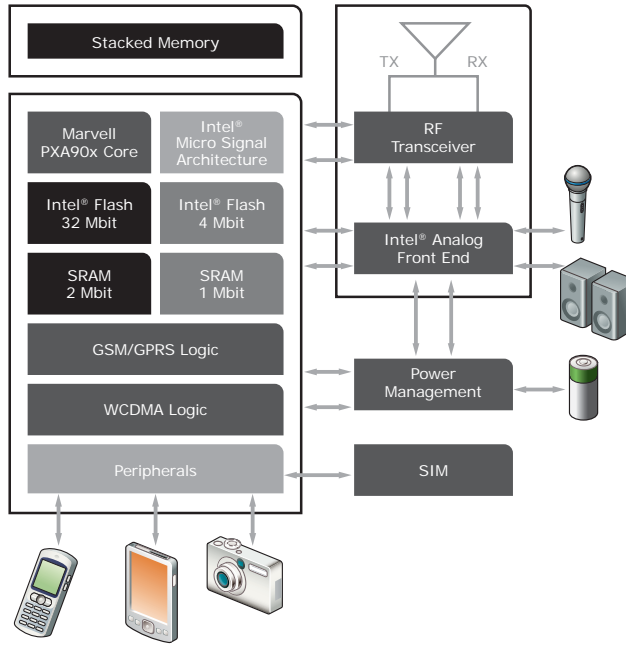 Stacked Memory
TX
RX
Marvell
PXA90x Core
Intel® 
Micro Signal
Architecture
RF
Transceiver
Intel® Flash
32 Mbit
Intel® Flash
4 Mbit
Intel® Analog
Front End
SRAM
2 Mbit
SRAM
1 Mbit
GSM/GPRS Logic
Power
Management
WCDMA Logic
Peripherals
SIM